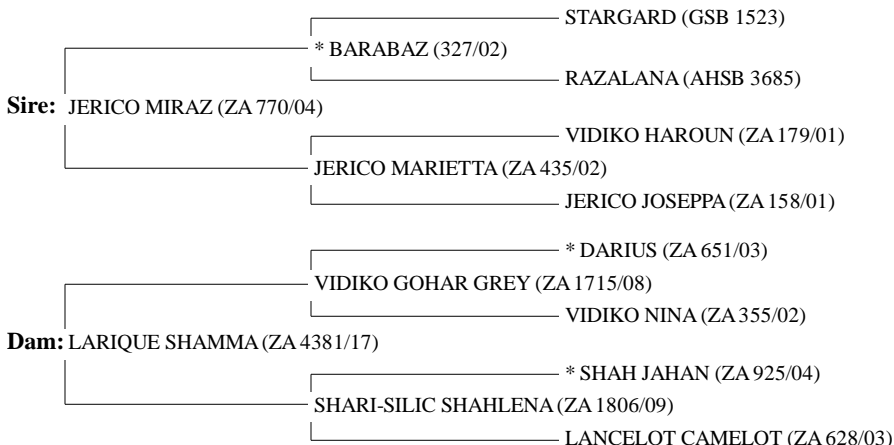 STARGARD (GSB 1523)
* BARABAZ (327/02)
RAZALANA (AHSB 3685)
Sire: JERICO MIRAZ (ZA 770/04)
VIDIKO HAROUN (ZA 179/01)
JERICO MARIETTA (ZA 435/02)
JERICO JOSEPPA (ZA 158/01)
* DARIUS (ZA 651/03)
VIDIKO GOHAR GREY (ZA 1715/08)
VIDIKO NINA (ZA 355/02)
Dam: LARIQUE SHAMMA (ZA 4381/17)
* SHAH JAHAN (ZA 925/04)
SHARI-SILIC SHAHLENA (ZA 1806/09)
LANCELOT CAMELOT (ZA 628/03)